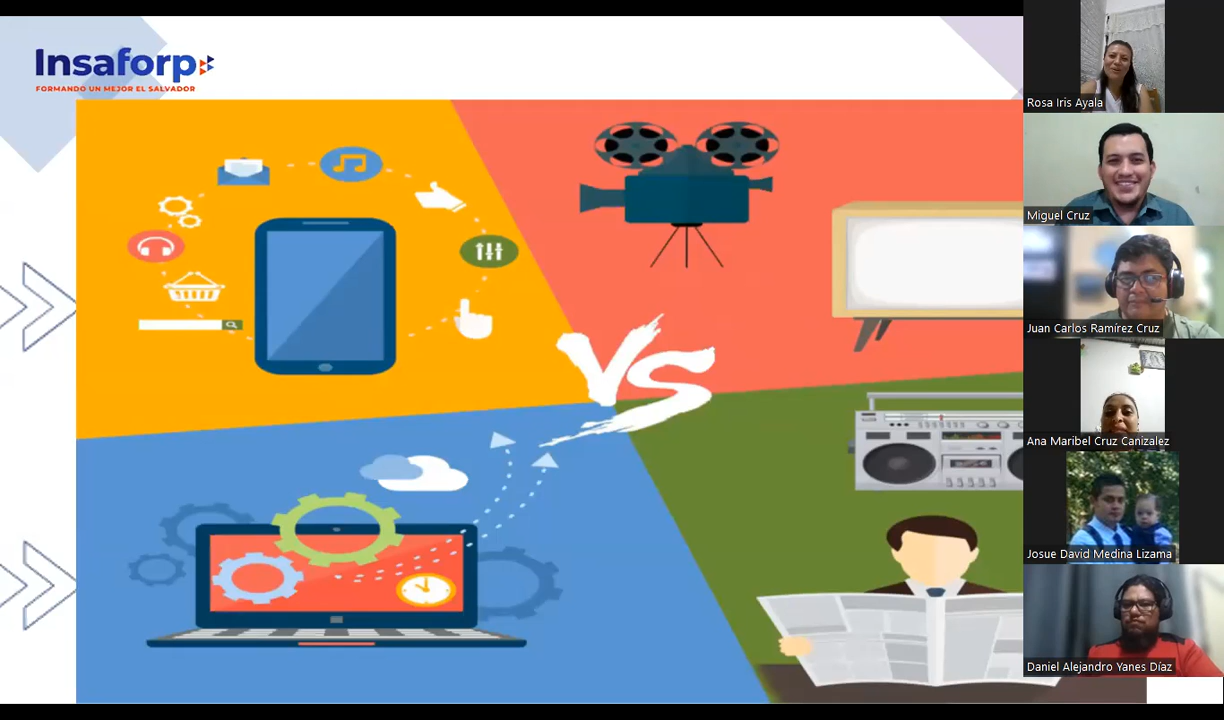 Insaforp
FORMANDO UN MEJOR EL SALVADOR
VS
Rosa Iris Ayala
Miguel Cruz
Juan Carlos Ramírez Cruz
Ana Maribel Cruz Canizalez
Josue David Medina Lizama
Daniel Alejandro Yanes Díaz